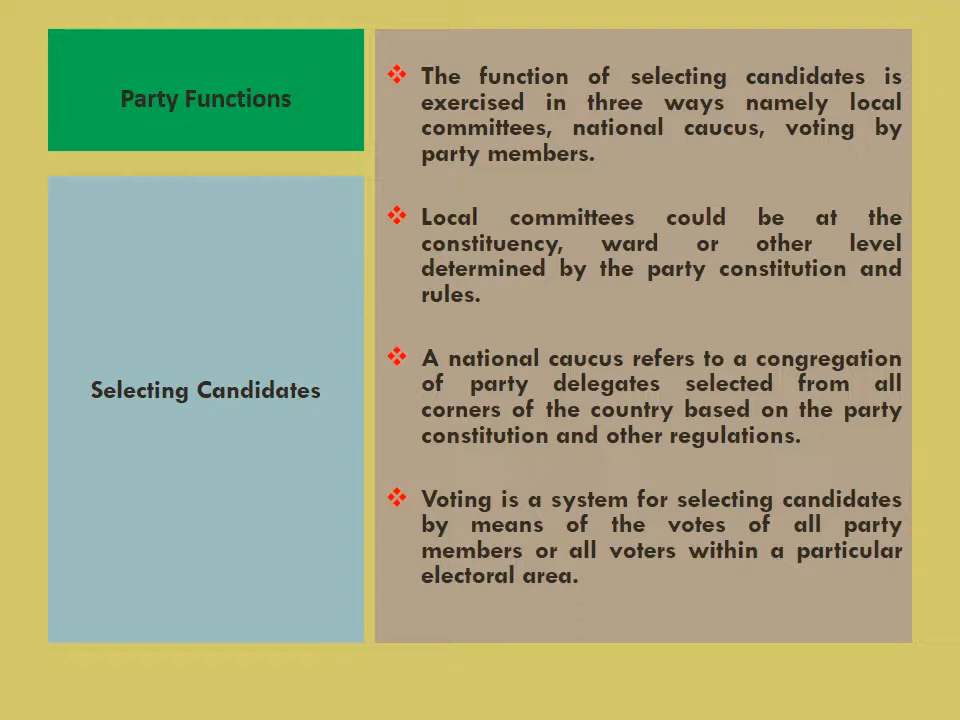 Party Functions
Selecting Candidates
❖ The function of selecting candidates is
exercised in three ways namely local
committees, national caucus, voting by
party members.
❖ Local committees could be at the
constituency, ward or other level
determined by the party constitution and
rules.
❖ A national caucus refers to a congregation
of party delegates selected from all
corners of the country based on the party
constitution and other regulations.
❖ Voting is a system for selecting candidates
by means of the votes of all party
members or all voters within a particular
electoral area.